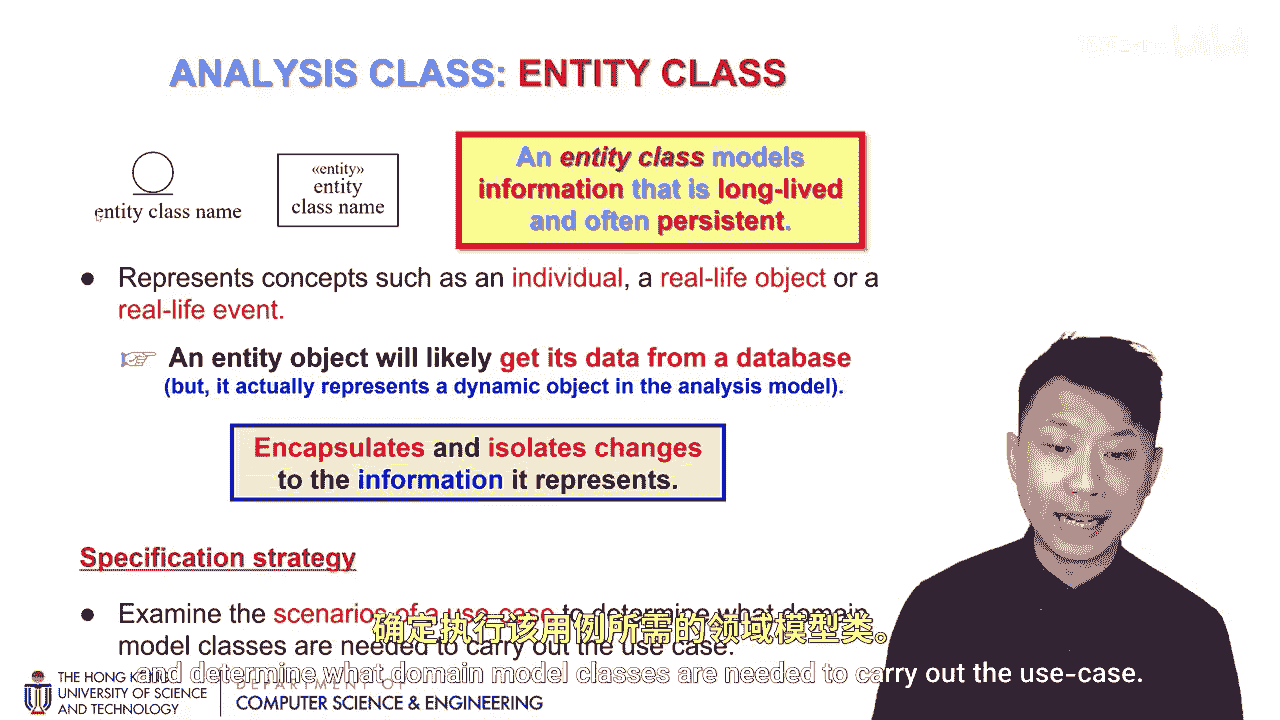 ANALYSIS CLASS: ENTITY CLASS
entity class name
«entity»
entity
class name
An entity class models
information that is long-lived
and often persistent.
● Represents concepts such as an individual, a real-life object or a
real-life event.
☞ An entity object will likely get its data from a database
(but, it actually represents a dynamic object in the analysis model).
Encapsulates and isolates changes
to the information it represents.
Specification strategy
● Examine the scenarios of a use-case to determine what domain
model classes are needed to carry out the use case.
确定执行该用例所需的领域模型类。
and determine what domain model classes are needed to carry out the use-case.
THE HONG KONG
UNIVERSITY OF SCIENCE
AND TECHNOLOGY
DEPARTMENT OF
COMPUTER SCIENCE & ENGINEERING